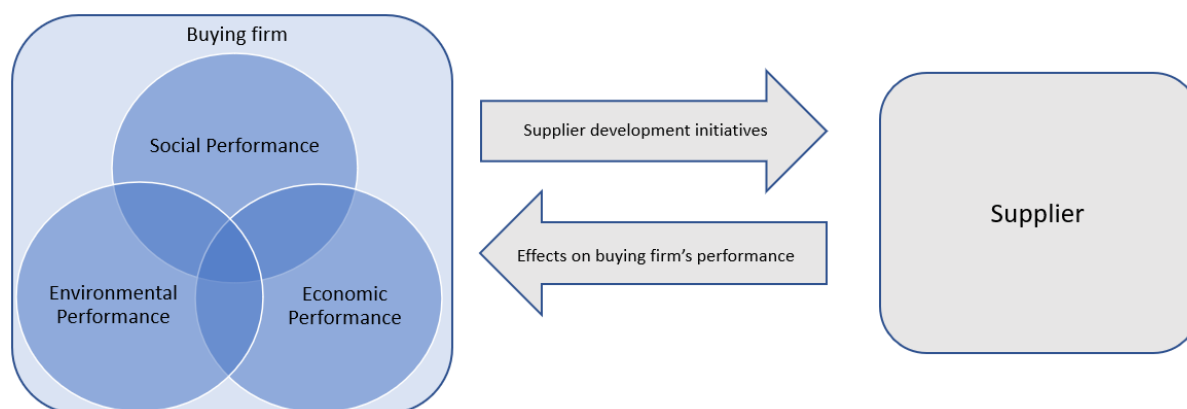 Buying firm
Social Performance
Environmental
Performance
Economic
Performance
Supplier development initiatives
Effects on buying firm's performance
Supplier